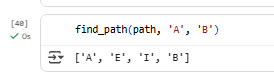 [40]
0s
find_path(path, 'A', 'B')
['A', 'E', 'I', 'B']